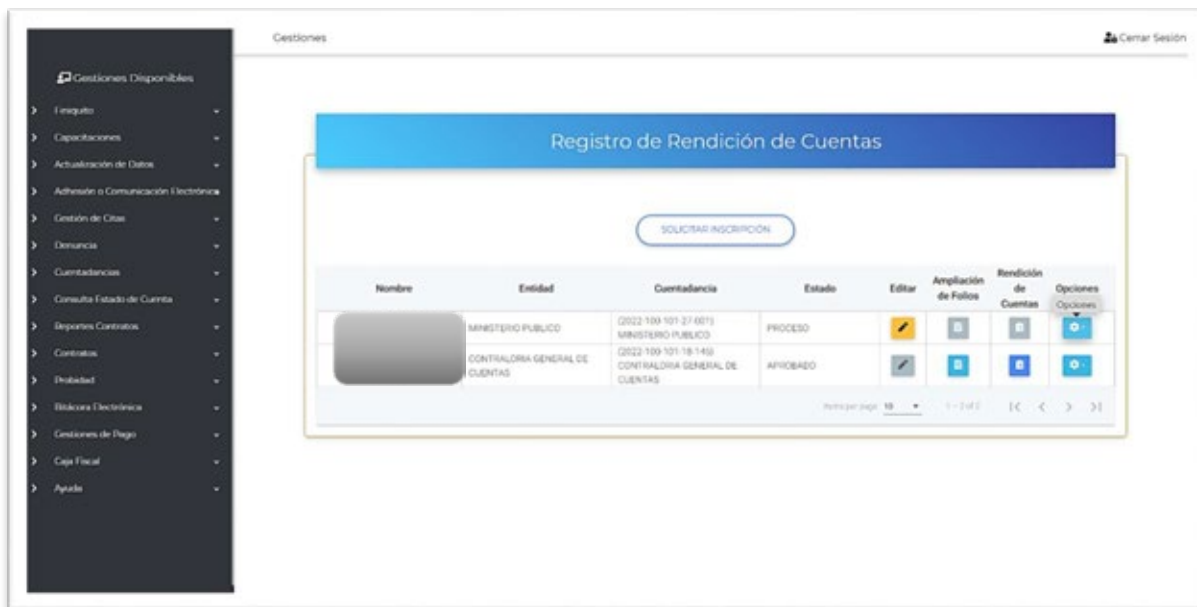 Gestiones
Cerrar Sesión
Gestiones Disponibles
Finiquito
Capacitaciones
Actualización de Datos
Adhesión o Comunicación Electrónica
Gestión de Citas
Denuncia
Cuentadancias
Consulta Estado de Cuenta
Reportes Contratos
Contratos
Probidad
Bitácora Electrónica
Gestiones de Pago
Caja Fiscal
Ayuda
Registro de Rendición de Cuentas
SOLICITAR INSCRIPCIÓN
Nombre Entidad Cuentadancia Estado Editar Ampliación de Folios Rendición de Cuentas Opciones
Opciones
MINISTERIO PUBLICO (2022-100-101-27-001) MINISTERIO PUBLICO PROCESO
CONTRALORIA GENERAL DE CUENTAS (2022-100-101-18-145) CONTRALORIA GENERAL DE CUENTAS APROBADO
Items per page: 10 1 – 2 of 2